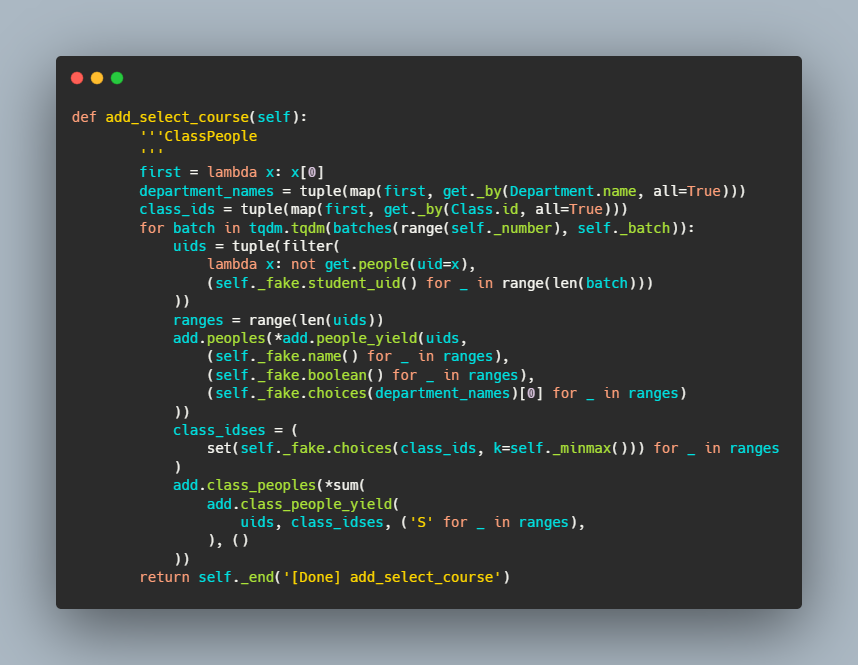 def add_select_course(self):
        '''ClassPeople
        '''
        first = lambda x: x[0]
        department_names = tuple(map(first, get._by(Department.name, all=True)))
        class_ids = tuple(map(first, get._by(Class.id, all=True)))
        for batch in tqdm.tqdm(batches(range(self._number), self._batch)):
            uids = tuple(filter(
                lambda x: not get.people(uid=x),
                (self._fake.student_uid() for _ in range(len(batch)))
            ))
            ranges = range(len(uids))
            add.peoples(*add.people_yield(uids,
                (self._fake.name() for _ in ranges),
                (self._fake.boolean() for _ in ranges),
                (self._fake.choices(department_names)[0] for _ in ranges)
            ))
            class_idses = (
                set(self._fake.choices(class_ids, k=self._minmax())) for _ in ranges
            )
            add.class_peoples(*sum(
                add.class_people_yield(
                    uids, class_idses, ('S' for _ in ranges),
                ), ()
            ))
        return self._end('[Done] add_select_course')